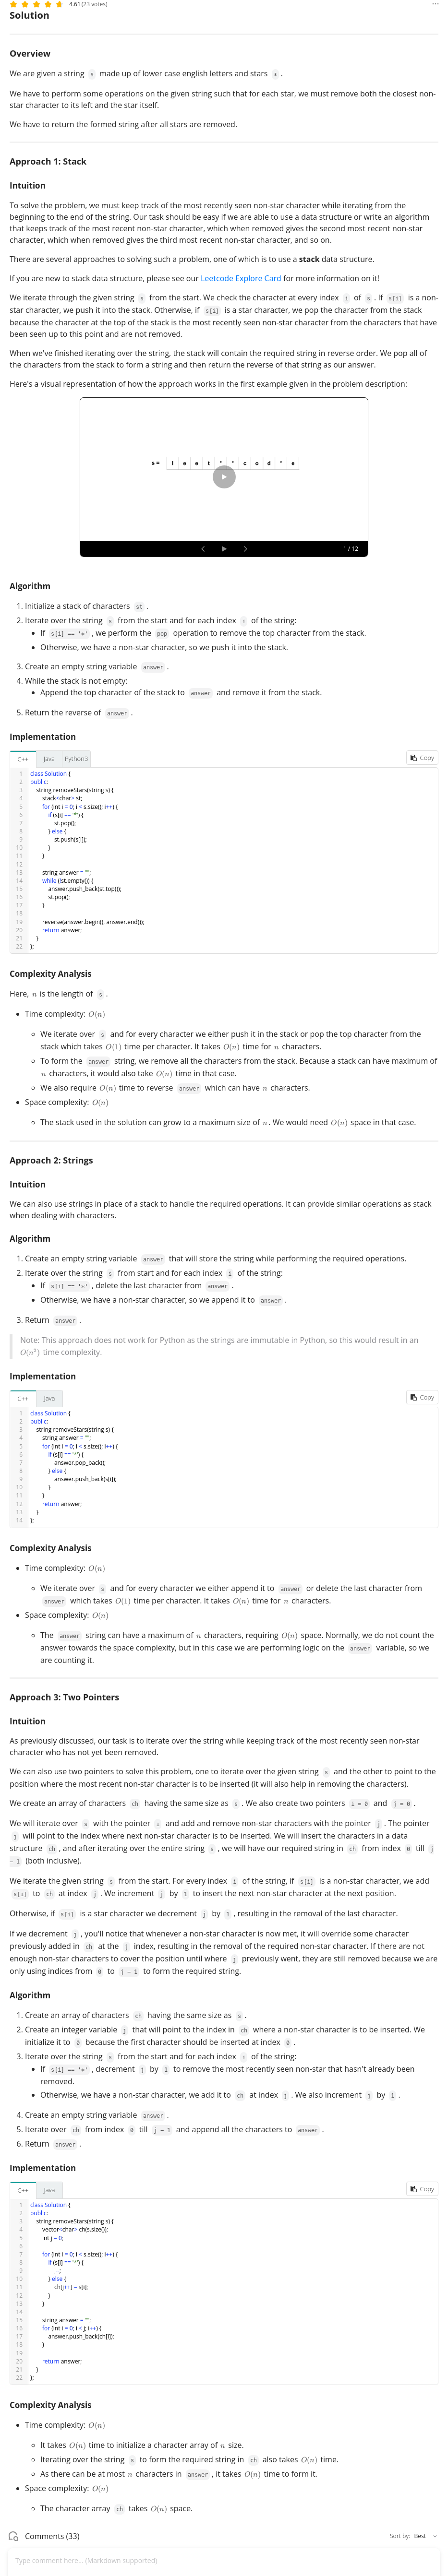 4.61 (23 votes)
Solution
Overview
We are given a string s made up of lower case english letters and stars * .
We have to perform some operations on the given string such that for each star, we must remove both the closest non-
star character to its left and the star itself.
We have to return the formed string after all stars are removed.
Approach 1: Stack
Intuition
To solve the problem, we must keep track of the most recently seen non-star character while iterating from the
beginning to the end of the string. Our task should be easy if we are able to use a data structure or write an algorithm
that keeps track of the most recent non-star character, which when removed gives the second most recent non-star
character, which when removed gives the third most recent non-star character, and so on.
There are several approaches to solving such a problem, one of which is to use a stack data structure.
If you are new to stack data structure, please see our Leetcode Explore Card for more information on it!
We iterate through the given string s from the start. We check the character at every index i of s . If s[i] is a non-
star character, we push it into the stack. Otherwise, if s[i] is a star character, we pop the character from the stack
because the character at the top of the stack is the most recently seen non-star character from the characters that have
been seen up to this point and are not removed.
When we've finished iterating over the string, the stack will contain the required string in reverse order. We pop all of
the characters from the stack to form a string and then return the reverse of that string as our answer.
Here's a visual representation of how the approach works in the first example given in the problem description:
s = l e e t * * c o d * e
1 / 12
Algorithm
1. Initialize a stack of characters st .
2. Iterate over the string s from the start and for each index i of the string:
• If s[i] == '*' , we perform the pop operation to remove the top character from the stack.
• Otherwise, we have a non-star character, so we push it into the stack.
3. Create an empty string variable answer .
4. While the stack is not empty:
• Append the top character of the stack to answer and remove it from the stack.
5. Return the reverse of answer .
Implementation
C++ Java Python3 Copy
1 class Solution {
2 public:
3 string removeStars(string s) {
4 stack<char> st;
5 for (int i = 0; i < s.size(); i++) {
6 if (s[i] == '*') {
7 st.pop();
8 } else {
9 st.push(s[i]);
10 }
11 }
12
13 string answer = "";
14 while (!st.empty()) {
15 answer.push_back(st.top());
16 st.pop();
17 }
18
19 reverse(answer.begin(), answer.end());
20 return answer;
21 }
22 };
Complexity Analysis
Here, n is the length of s .
• Time complexity: O(n)
◦ We iterate over s and for every character we either push it in the stack or pop the top character from the
stack which takes O(1) time per character. It takes O(n) time for n characters.
◦ To form the answer string, we remove all the characters from the stack. Because a stack can have maximum of
n characters, it would also take O(n) time in that case.
◦ We also require O(n) time to reverse answer which can have n characters.
• Space complexity: O(n)
◦ The stack used in the solution can grow to a maximum size of n . We would need O(n) space in that case.
Approach 2: Strings
Intuition
We can also use strings in place of a stack to handle the required operations. It can provide similar operations as stack
when dealing with characters.
Algorithm
1. Create an empty string variable answer that will store the string while performing the required operations.
2. Iterate over the string s from start and for each index i of the string:
• If s[i] == '*' , delete the last character from answer .
• Otherwise, we have a non-star character, so we append it to answer .
3. Return answer .
Note: This approach does not work for Python as the strings are immutable in Python, so this would result in an
O(n²) time complexity.
Implementation
C++ Java Copy
1 class Solution {
2 public:
3 string removeStars(string s) {
4 string answer = "";
5 for (int i = 0; i < s.size(); i++) {
6 if (s[i] == '*') {
7 answer.pop_back();
8 } else {
9 answer.push_back(s[i]);
10 }
11 }
12 return answer;
13 }
14 };
Complexity Analysis
• Time complexity: O(n)
◦ We iterate over s and for every character we either append it to answer or delete the last character from
answer which takes O(1) time per character. It takes O(n) time for n characters.
• Space complexity: O(n)
◦ The answer string can have a maximum of n characters, requiring O(n) space. Normally, we do not count the
answer towards the space complexity, but in this case we are performing logic on the answer variable, so we
are counting it.
Approach 3: Two Pointers
Intuition
As previously discussed, our task is to iterate over the string while keeping track of the most recently seen non-star
character who has not yet been removed.
We can also use two pointers to solve this problem, one to iterate over the given string s and the other to point to the
position where the most recent non-star character is to be inserted (it will also help in removing the characters).
We create an array of characters ch having the same size as s . We also create two pointers i = 0 and j = 0 .
We will iterate over s with the pointer i and add and remove non-star characters with the pointer j . The pointer
j will point to the index where next non-star character is to be inserted. We will insert the characters in a data
structure ch , and after iterating over the entire string s , we will have our required string in ch from index 0 till j
- 1 (both inclusive).
We iterate the given string s from the start. For every index i of the string, if s[i] is a non-star character, we add
s[i] to ch at index j . We increment j by 1 to insert the next non-star character at the next position.
Otherwise, if s[i] is a star character we decrement j by 1 , resulting in the removal of the last character.
If we decrement j , you'll notice that whenever a non-star character is now met, it will override some character
previously added in ch at the j index, resulting in the removal of the required non-star character. If there are not
enough non-star characters to cover the position until where j previously went, they are still removed because we are
only using indices from 0 to j - 1 to form the required string.
Algorithm
1. Create an array of characters ch having the same size as s .
2. Create an integer variable j that will point to the index in ch where a non-star character is to be inserted. We
initialize it to 0 because the first character should be inserted at index 0 .
3. Iterate over the string s from the start and for each index i of the string:
• If s[i] == '*' , decrement j by 1 to remove the most recently seen non-star that hasn't already been
removed.
• Otherwise, we have a non-star character, we add it to ch at index j . We also increment j by 1 .
4. Create an empty string variable answer .
5. Iterate over ch from index 0 till j - 1 and append all the characters to answer .
6. Return answer .
Implementation
C++ Java Copy
1 class Solution {
2 public:
3 string removeStars(string s) {
4 vector<char> ch(s.size());
5 int j = 0;
6
7 for (int i = 0; i < s.size(); i++) {
8 if (s[i] == '*') {
9 j--;
10 } else {
11 ch[j++] = s[i];
12 }
13 }
14
15 string answer = "";
16 for (int i = 0; i < j; i++) {
17 answer.push_back(ch[i]);
18 }
19
20 return answer;
21 }
22 };
Complexity Analysis
• Time complexity: O(n)
◦ It takes O(n) time to initialize a character array of n size.
◦ Iterating over the string s to form the required string in ch also takes O(n) time.
◦ As there can be at most n characters in answer , it takes O(n) time to form it.
• Space complexity: O(n)
◦ The character array ch takes O(n) space.
Comments (33) Sort by: Best
Type comment here... (Markdown supported)